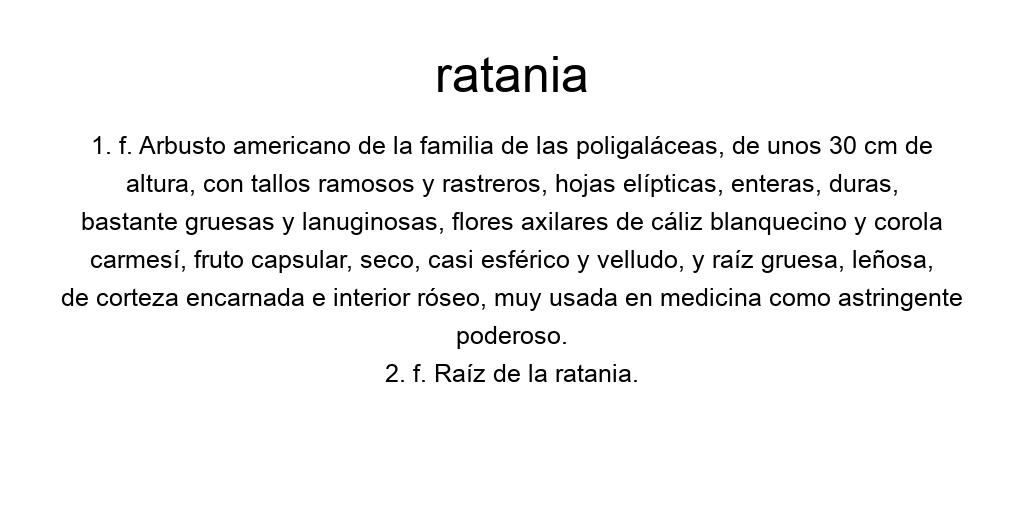 ratania
1. f. Arbusto americano de la familia de las poligaláceas, de unos 30 cm de
altura, con tallos ramosos y rastreros, hojas elípticas, enteras, duras,
bastante gruesas y lanuginosas, flores axilares de cáliz blanquecino y corola
carmesí, fruto capsular, seco, casi esférico y velludo, y raíz gruesa, leñosa,
de corteza encarnada e interior róseo, muy usada en medicina como astringente
poderoso.
2. f. Raíz de la ratania.